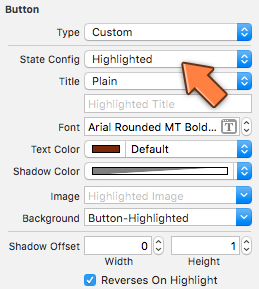 Button
Type Custom
State Config Highlighted
Title Plain
Highlighted Title
Font Arial Rounded MT Bold... T
Text Color Default
Shadow Color
Image Highlighted Image
Background Button-Highlighted
Shadow Offset 0 1
Width Height
Reverses On Highlight